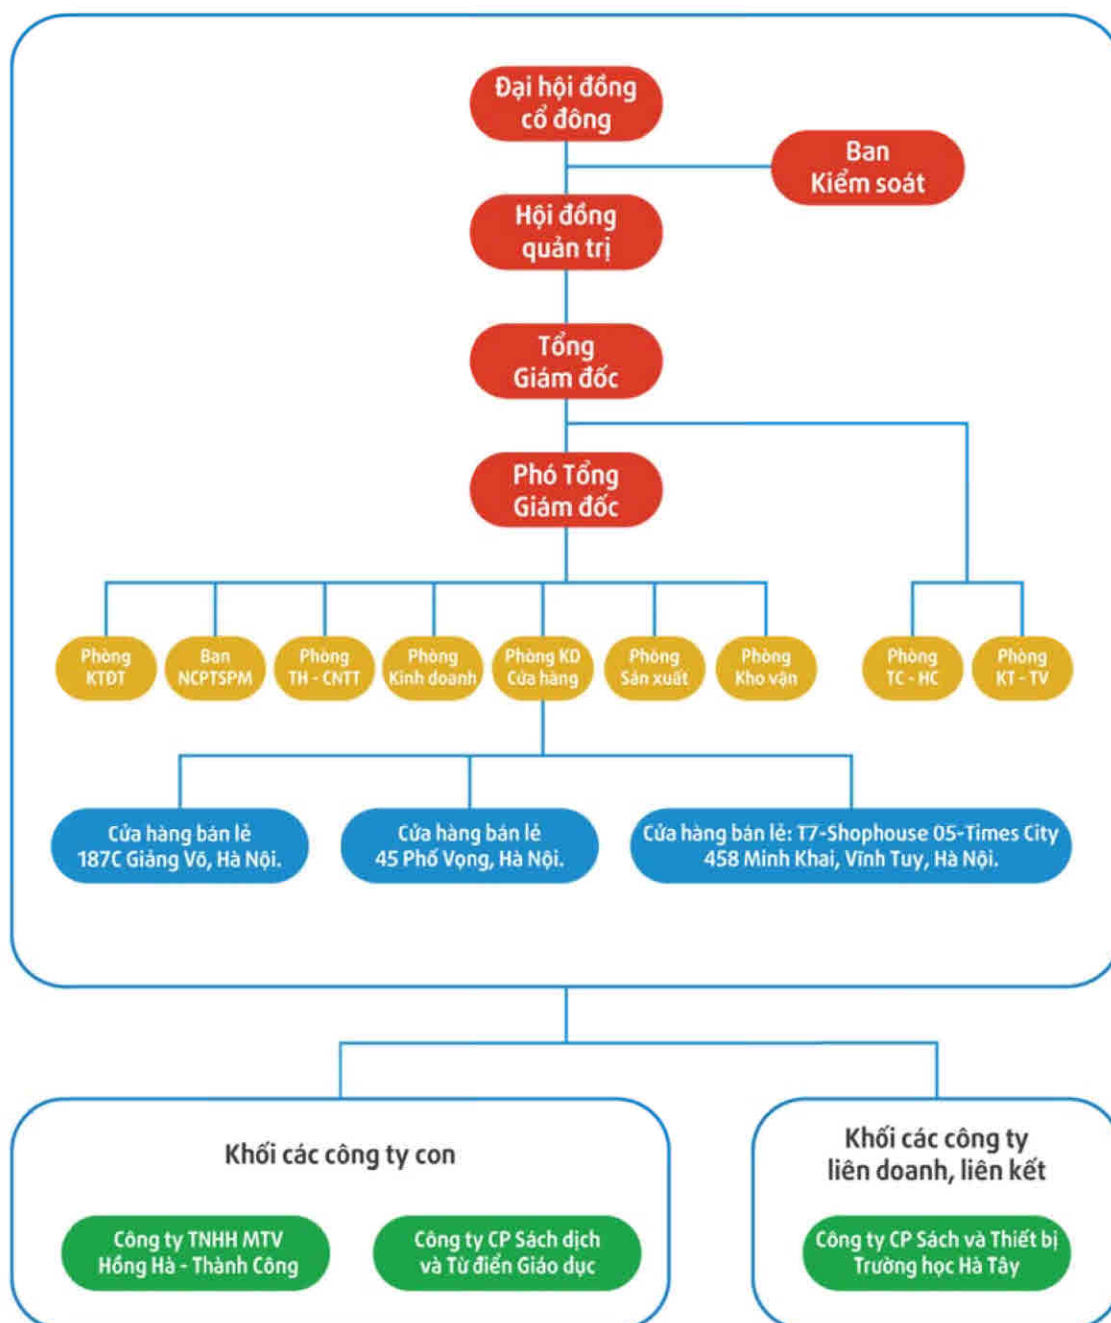 Đại hội đồng
cổ đông
Ban
Kiểm soát
Hội đồng
quản trị
Tổng
Giám đốc
Phó Tổng
Giám đốc
Phòng
KTĐT
Ban
NCPTSPM
Phòng
TH - CNTT
Phòng
Kinh doanh
Phòng KD
Cửa hàng
Phòng
Sản xuất
Phòng
Kho vận
Phòng
TC - HC
Phòng
KT - TV
Cửa hàng bán lẻ
187C Giảng Võ, Hà Nội.
Cửa hàng bán lẻ
45 Phố Vọng, Hà Nội.
Cửa hàng bán lẻ: T7-Shophouse 05-Times City
458 Minh Khai, Vĩnh Tuy, Hà Nội.
Khối các công ty con
Công ty TNHH MTV
Hồng Hà - Thành Công
Công ty CP Sách dịch
và Từ điển Giáo dục
Khối các công ty
liên doanh, liên kết
Công ty CP Sách và Thiết bị
Trường học Hà Tây